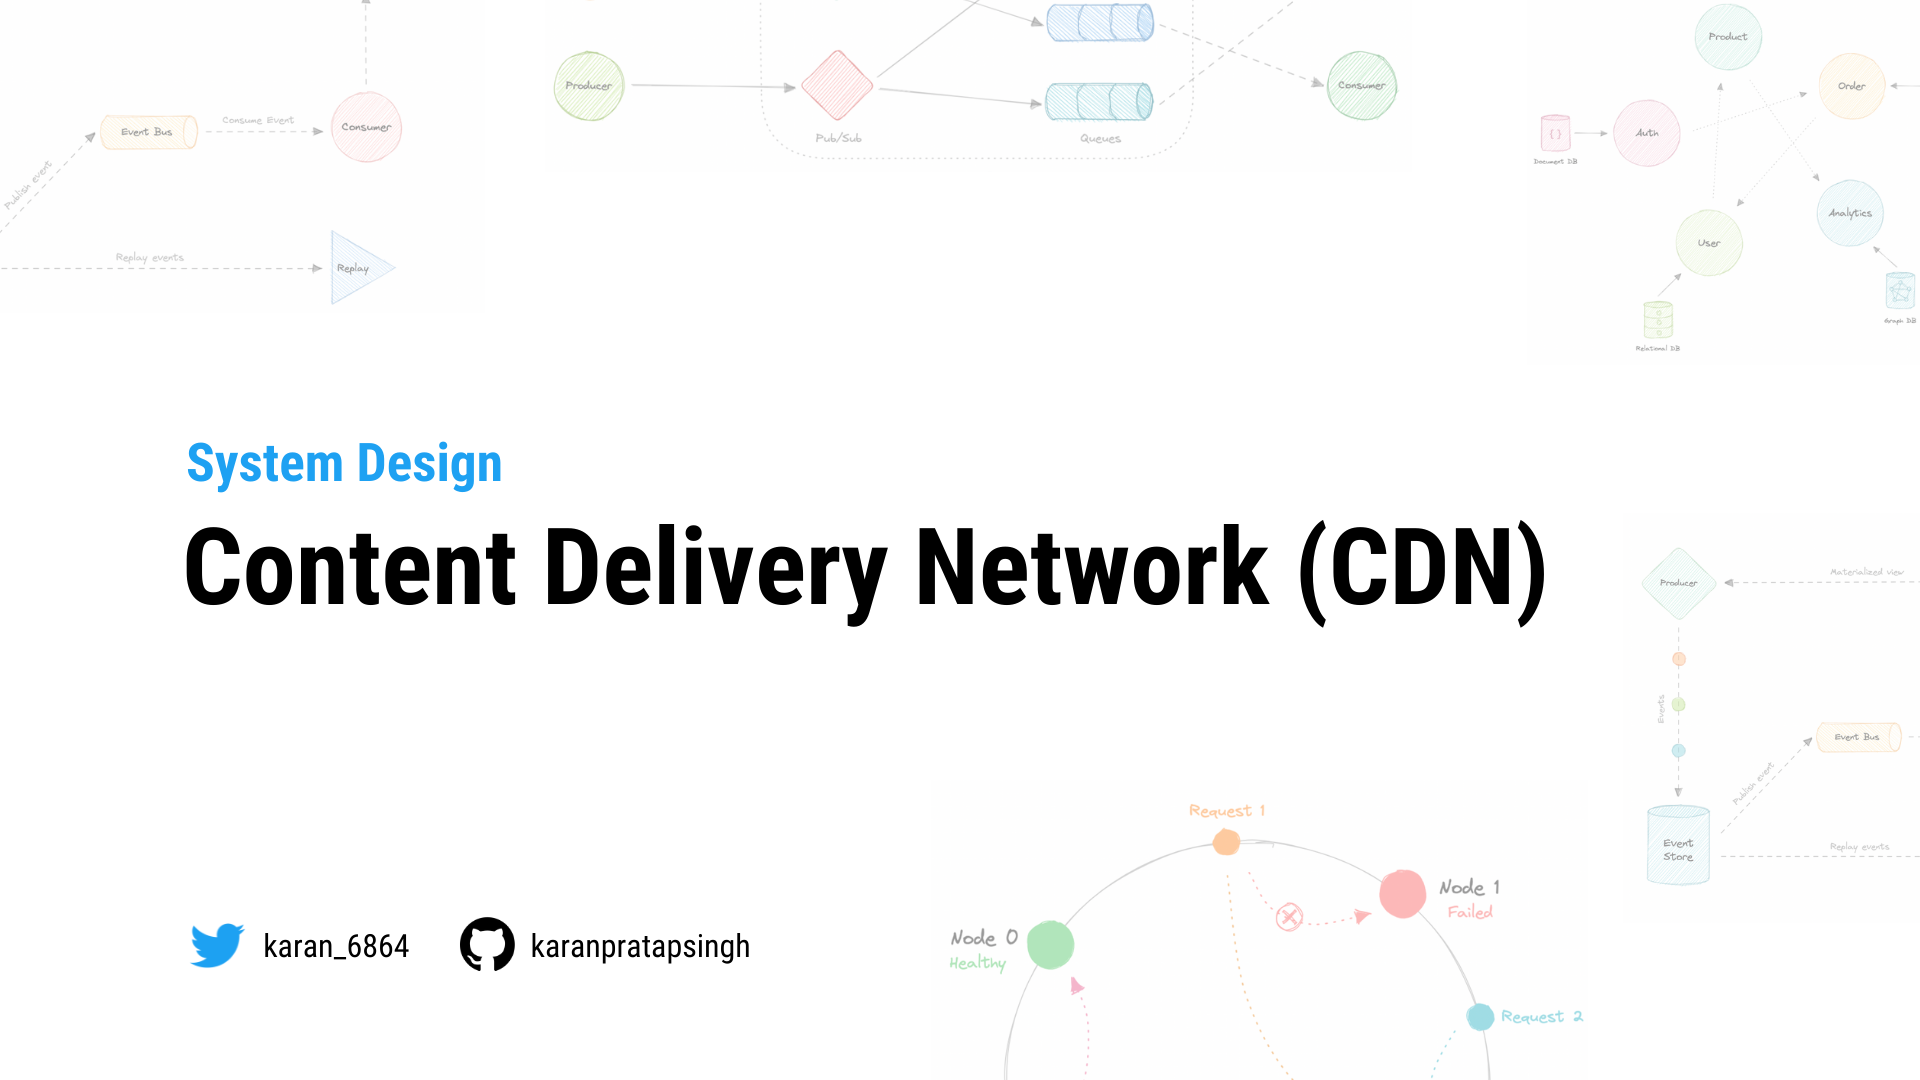 Event Bus
Consume Event
Consumer
Publish event
Replay events
Replay
Producer
Pub/Sub
Queues
Consumer
Product
Order
Auth
{ }
Document DB
Analytics
User
Graph DB
Relational DB
System Design
Content Delivery Network (CDN)
Producer
Materialized view
Events
Event Bus
Publish event
Event
Store
Replay events
Request 1
Node 1
Failed
Node 0
Healthy
Request 2
karan_6864
karanpratapsingh